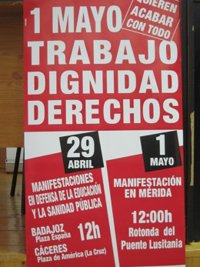 QUIEREN
ACABAR
CON TODO
1 MAYO
TRABAJO
DIGNIDAD
DERECHOS
29
ABRIL
MANIFESTACIONES
EN DEFENSA DE LA EDUCACIÓN
Y LA SANIDAD PÚBLICA
BADAJOZ
Plaza España
12h
CÁCERES
Plaza de América (La Cruz)
1
MAYO
MANIFESTACIÓN
EN MÉRIDA
12:00h
Rotonda del
Puente Lusitania